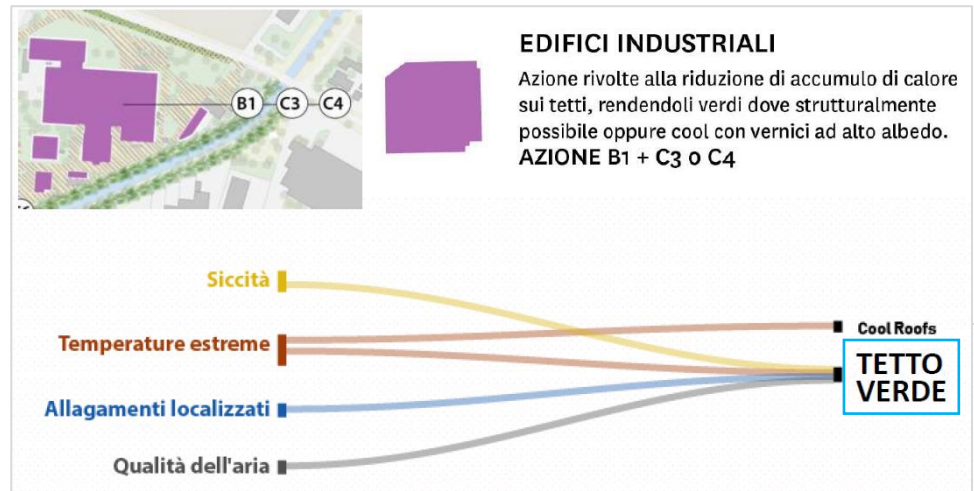 B1 C3 C4
EDIFICI INDUSTRIALI
Azione rivolte alla riduzione di accumulo di calore
sui tetti, rendendoli verdi dove strutturalmente
possibile oppure cool con vernici ad alto albedo.
AZIONE B1 + C3 o C4
Siccità
Temperature estreme
Allagamenti localizzati
Qualità dell'aria
Cool Roofs
TETTO
VERDE